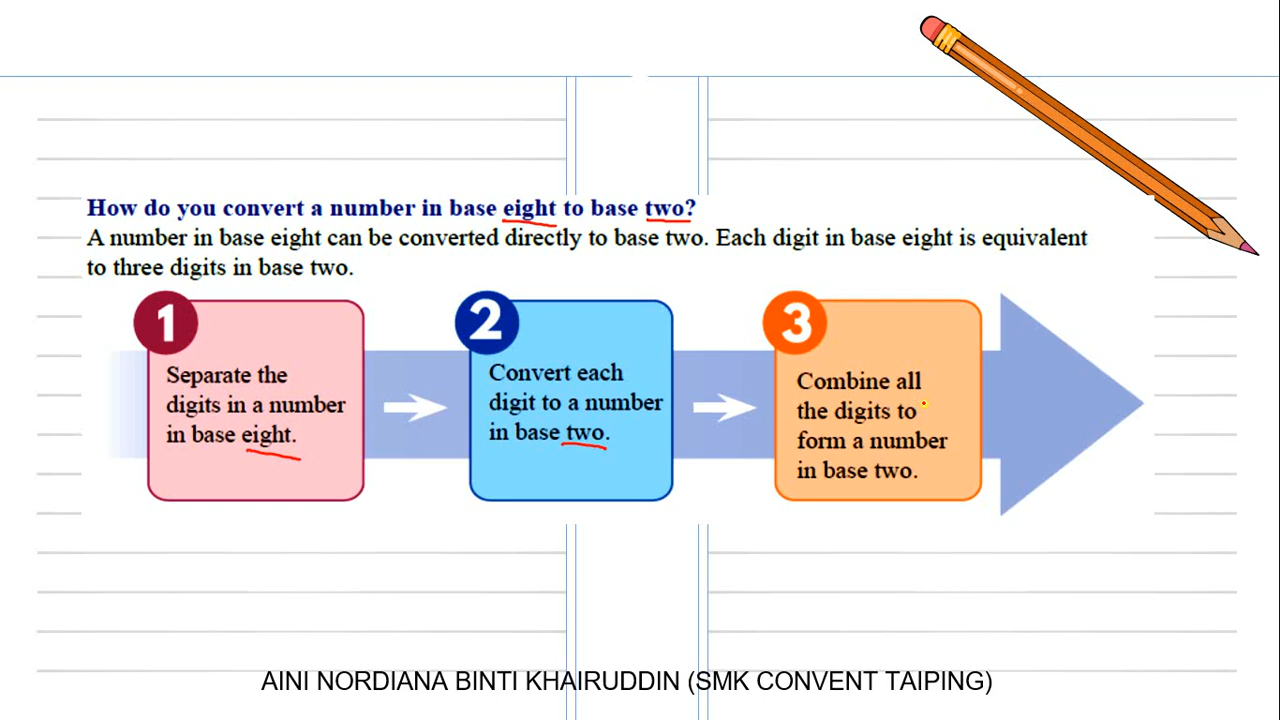 How do you convert a number in base eight to base two?
A number in base eight can be converted directly to base two. Each digit in base eight is equivalent
to three digits in base two.
1
Separate the
digits in a number
in base eight.
2
Convert each
digit to a number
in base two.
3
Combine all
the digits to
form a number
in base two.
AINI NORDIANA BINTI KHAIRUDDIN (SMK CONVENT TAIPING)